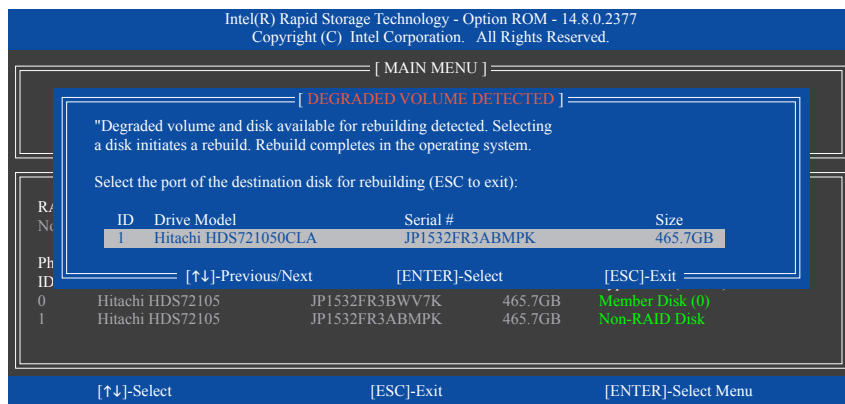 Intel(R) Rapid Storage Technology - Option ROM - 14.8.0.2377
Copyright (C) Intel Corporation. All Rights Reserved.
[ MAIN MENU ]
[ DEGRADED VOLUME DETECTED ]
"Degraded volume and disk available for rebuilding detected. Selecting
a disk initiates a rebuild. Rebuild completes in the operating system.
Select the port of the destination disk for rebuilding (ESC to exit):
ID Drive Model Serial # Size
1 Hitachi HDS721050CLA JP1532FR3ABMPK 465.7GB
[↑↓]-Previous/Next [ENTER]-Select [ESC]-Exit
ID
0 Hitachi HDS72105 JP1532FR3BWV7K 465.7GB Member Disk (0)
1 Hitachi HDS72105 JP1532FR3ABMPK 465.7GB Non-RAID Disk
[↑↓]-Select [ESC]-Exit [ENTER]-Select Menu